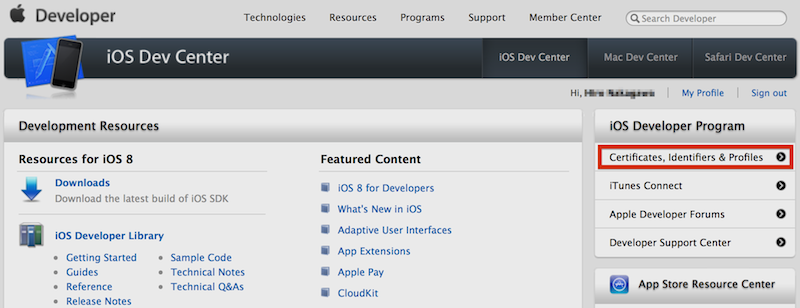 Developer
Technologies
Resources
Programs
Support
Member Center
Search Developer
iOS Dev Center
iOS Dev Center
Mac Dev Center
Safari Dev Center
Hi,
My Profile
Sign out
Development Resources
Resources for iOS 8
Downloads
Download the latest build of iOS SDK
iOS Developer Library
Getting Started
Guides
Reference
Release Notes
Sample Code
Technical Notes
Technical Q&As
Featured Content
iOS 8 for Developers
What's New in iOS
Adaptive User Interfaces
App Extensions
Apple Pay
CloudKit
iOS Developer Program
Certificates, Identifiers & Profiles
iTunes Connect
Apple Developer Forums
Developer Support Center
App Store Resource Center